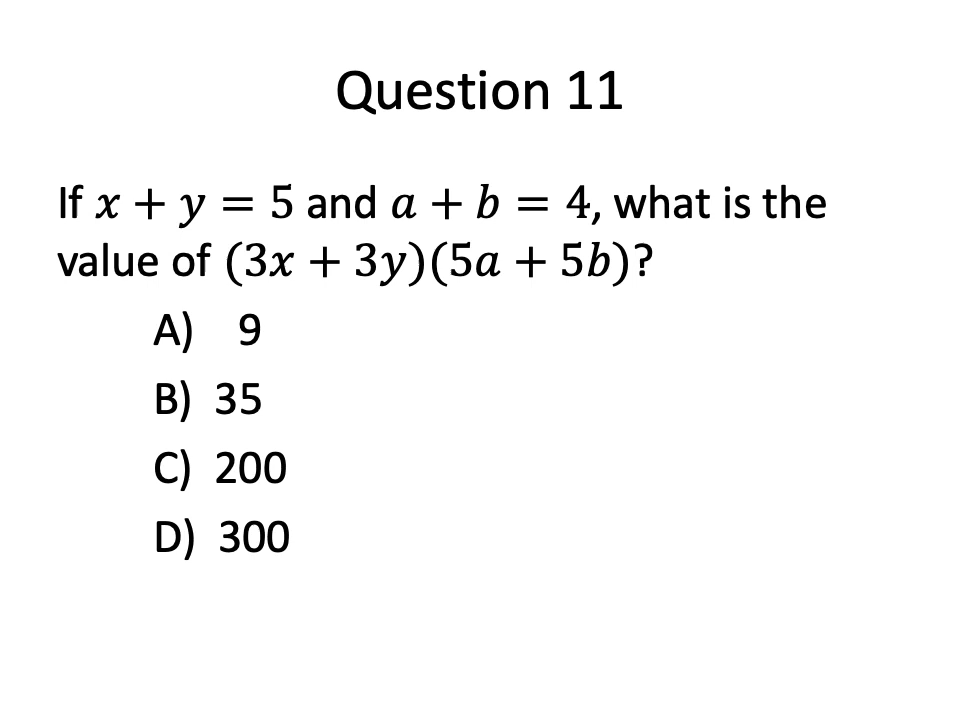 Question 11
If x + y = 5 and a + b = 4, what is the
value of (3x + 3y)(5a + 5b)?
A) 9
B) 35
C) 200
D) 300